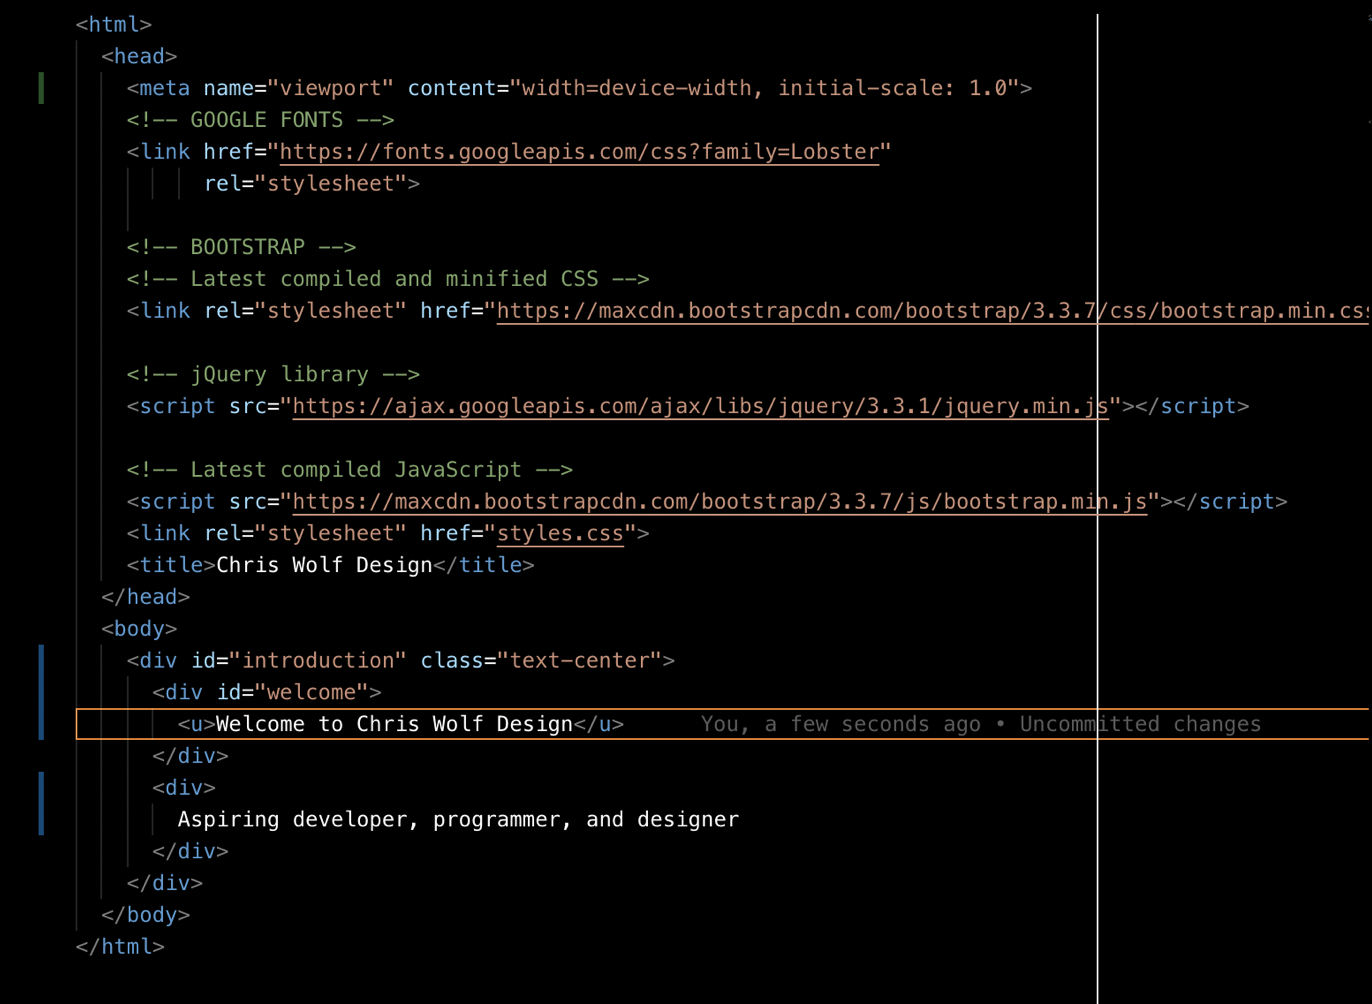 <html>
<head>
<meta name="viewport" content="width=device-width, initial-scale: 1.0">
<!-- GOOGLE FONTS -->
<link href="https://fonts.googleapis.com/css?family=Lobster"
rel="stylesheet">
<!-- BOOTSTRAP -->
<!-- Latest compiled and minified CSS -->
<link rel="stylesheet" href="https://maxcdn.bootstrapcdn.com/bootstrap/3.3.7/css/bootstrap.min.cs
<!-- jQuery library -->
<script src="https://ajax.googleapis.com/ajax/libs/jquery/3.3.1/jquery.min.js"></script>
<!-- Latest compiled JavaScript -->
<script src="https://maxcdn.bootstrapcdn.com/bootstrap/3.3.7/js/bootstrap.min.js"></script>
<link rel="stylesheet" href="styles.css">
<title>Chris Wolf Design</title>
</head>
<body>
<div id="introduction" class="text-center">
<div id="welcome">
<u>Welcome to Chris Wolf Design</u> You, a few seconds ago • Uncommitted changes
</div>
<div>
Aspiring developer, programmer, and designer
</div>
</div>
</body>
</html>